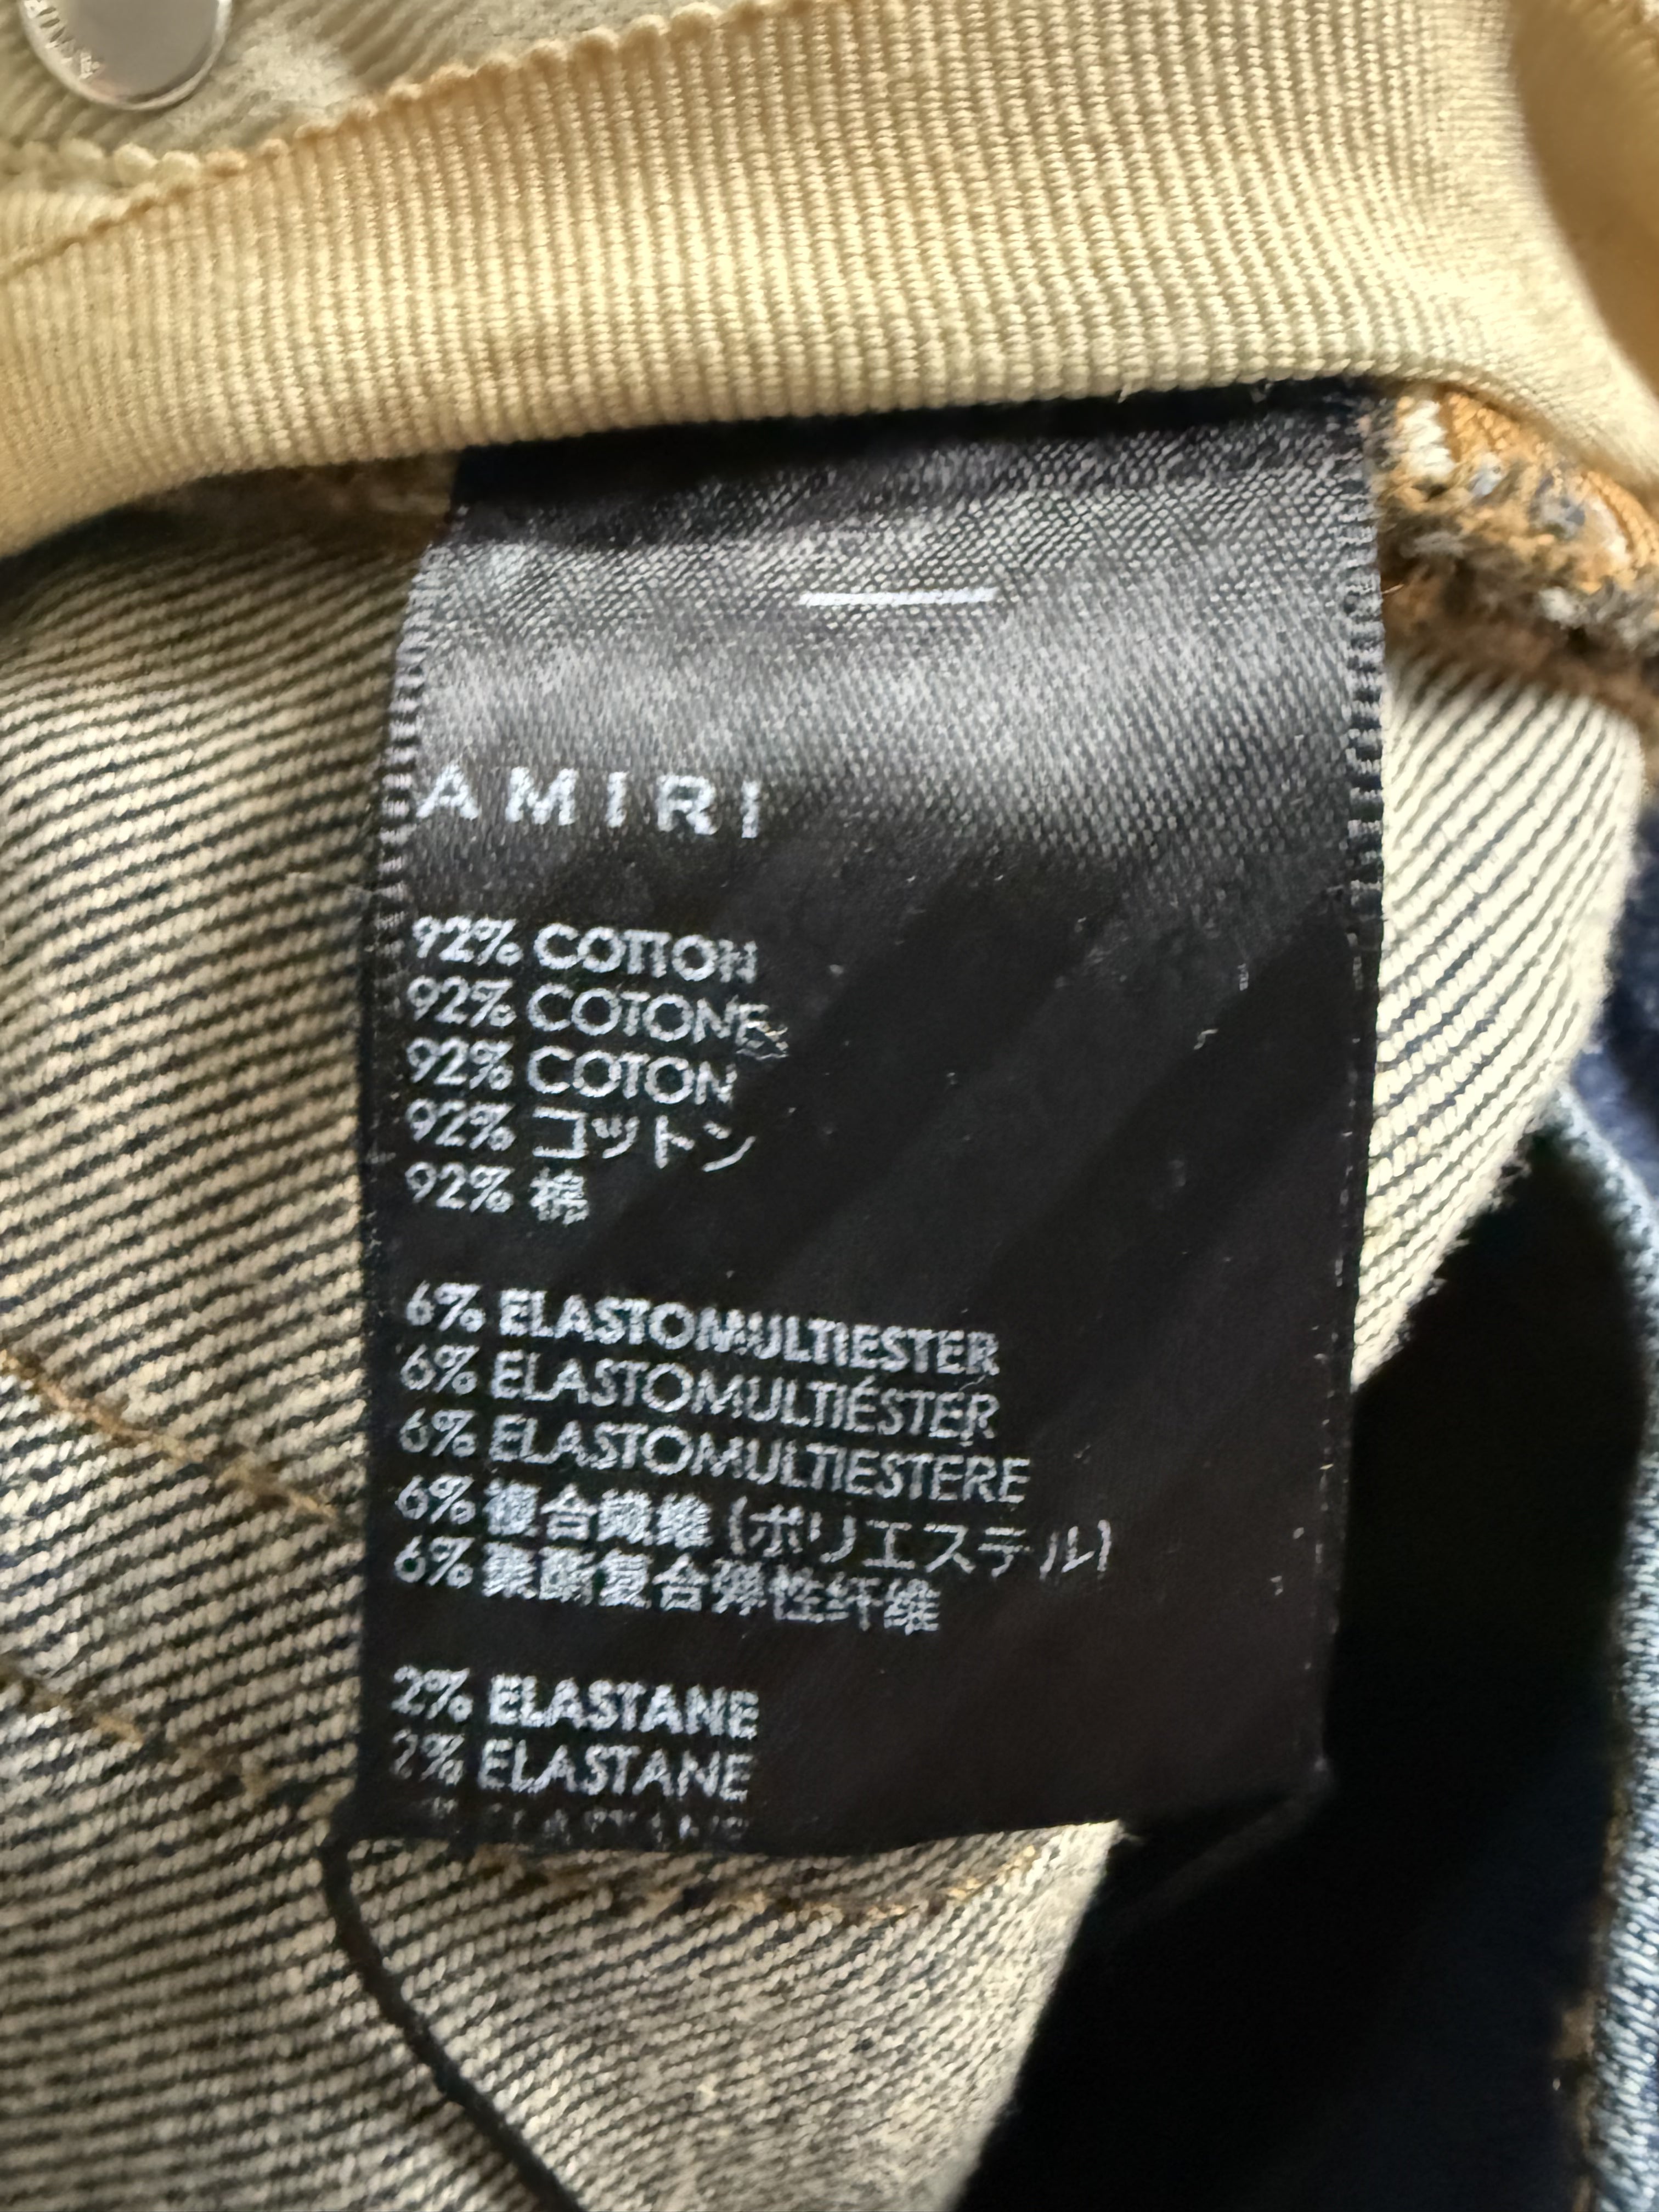 AMIRI
92% COTTON
92% COTONE
92% COTON
92% コットン
92% 棉
6% ELASTOMULTIESTER
6% ELASTOMULTIÉSTER
6% ELASTOMULTIESTERE
6% 複合繊維 (ポリエステル)
6% 聚酯复合弹性纤维
2% ELASTANE
2% ELASTANE